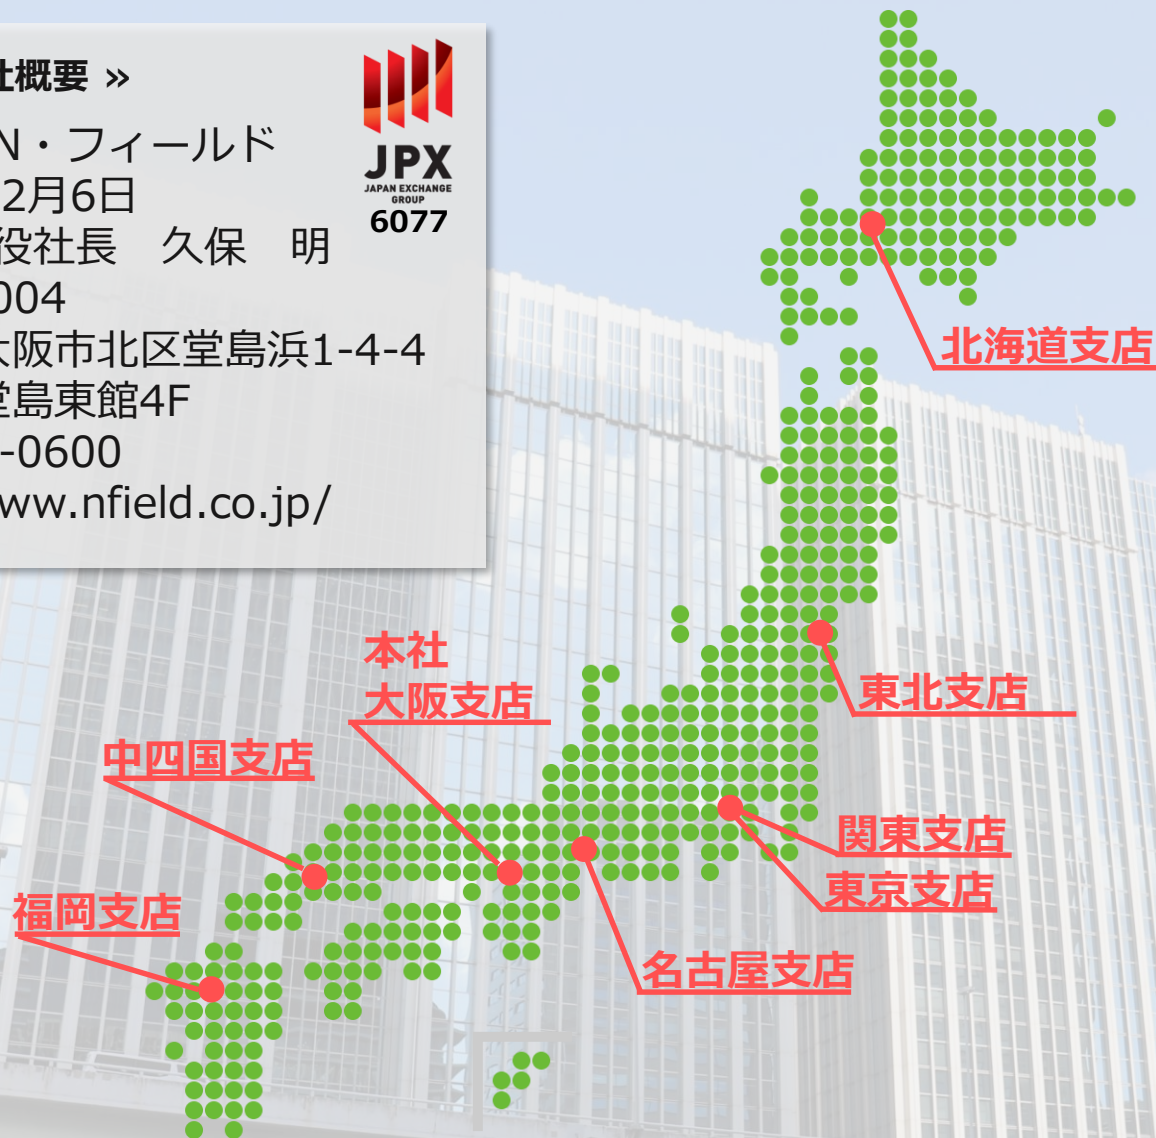 社概要 »
N・フィールド
2月6日
役社長　久保　明
004
大阪市北区堂島浜1-4-4
堂島東館4F
-0600
ww.nfield.co.jp/
JPX
JAPAN EXCHANGE
GROUP
6077
北海道支店
東北支店
本社
大阪支店
中四国支店
関東支店
東京支店
福岡支店
名古屋支店